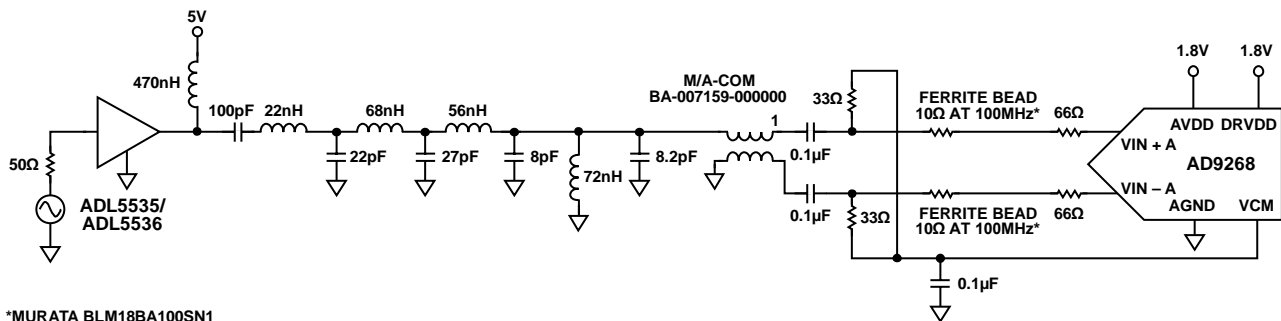 5V
470nH
100pF
22nH
68nH
56nH
22pF
27pF
8pF
72nH
8.2pF
50Ω
ADL5535/
ADL5536
M/A-COM
BA-007159-000000
1
0.1µF
0.1µF
33Ω
33Ω
FERRITE BEAD
10Ω AT 100MHz*
66Ω
FERRITE BEAD
10Ω AT 100MHz*
66Ω
0.1µF
1.8V
1.8V
AVDD DRVDD
VIN + A
AD9268
VIN – A
AGND VCM
*MURATA BLM18BA100SN1